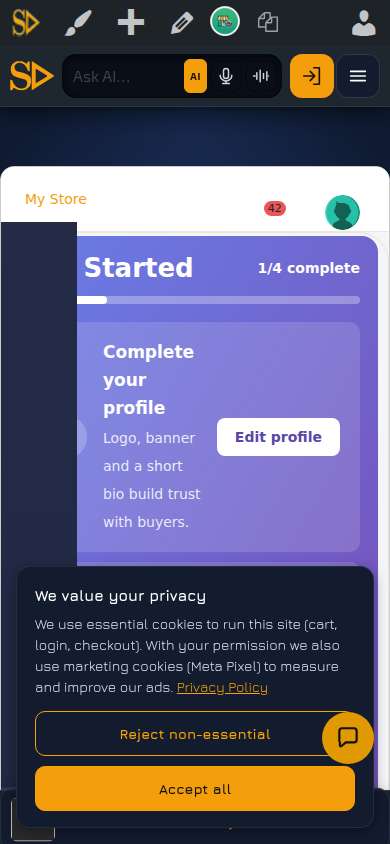 SD
Ask AI...
AI
My Store
42
Started
1/4 complete
Complete
your
profile
Logo, banner
and a short
bio build trust
with buyers.
Edit profile
We value your privacy
We use essential cookies to run this site (cart,
login, checkout). With your permission we also
use marketing cookies (Meta Pixel) to measure
and improve our ads. Privacy Policy
Reject non-essential
Accept all